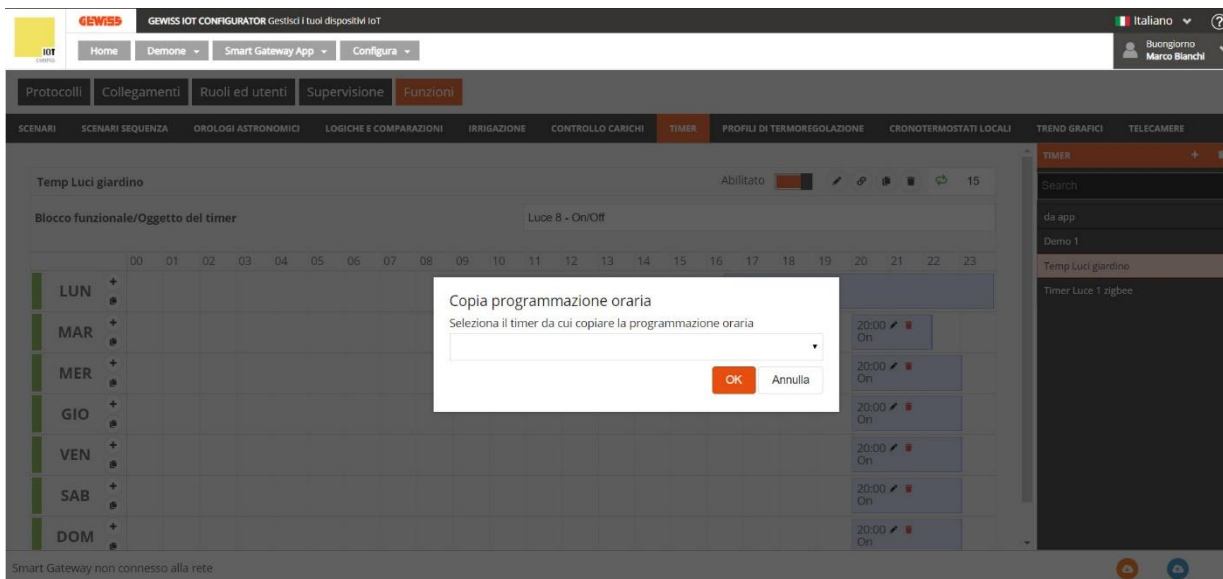 GEWISS GEWISS IOT CONFIGURATOR Gestisci i tuoi dispositivi IoT Italiano
IOT
Home Demone Smart Gateway App Configura
Buongiorno
Marco Bianchi
Protocolli Collegamenti Ruoli ed utenti Supervisione Funzioni
SCENARI SCENARI SEQUENZA OROLOGI ASTRONOMICI LOGICHE E COMPARAZIONI IRRIGAZIONE CONTROLLO CARICHI TIMER PROFILI DI TERMOREGOLAZIONE CRONOTERMOSTATI LOCALI TREND GRAFICI TELECAMERE
TIMER +
Temp Luci giardino Abilitato 15
Search
Blocco funzionale/Oggetto del timer Luce 8 - On/Off
da app
Demo 1
Temp Luci giardino
Timer Luce 1 zigbee
00 01 02 03 04 05 06 07 08 09 10 11 12 13 14 15 16 17 18 19 20 21 22 23
LUN
Copia programmazione oraria
Seleziona il timer da cui copiare la programmazione oraria
OK Annulla
MAR 20:00
On
MER 20:00
On
GIO 20:00
On
VEN 20:00
On
SAB 20:00
On
DOM 20:00
On
Smart Gateway non connesso alla rete